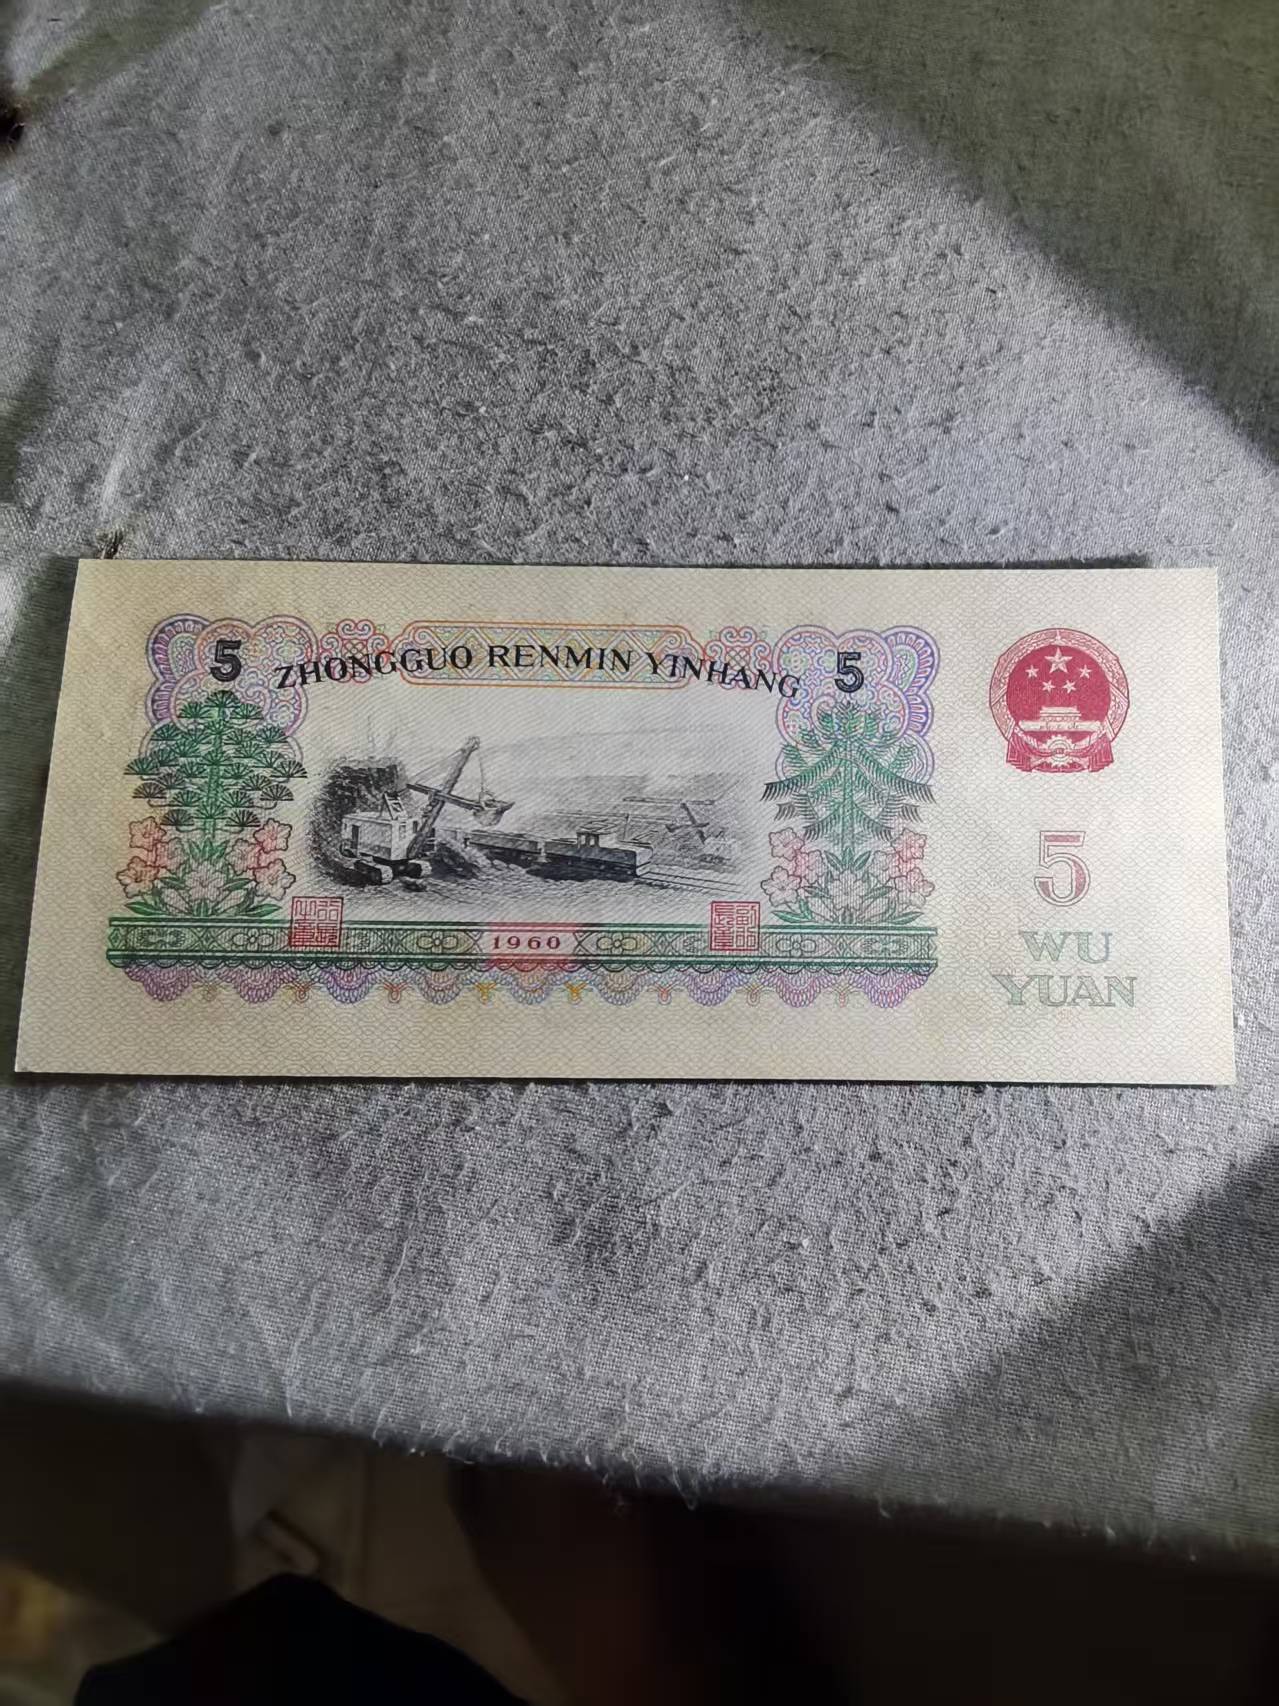 5 ZHONGGUO RENMIN YINHANG 5
5
WU
YUAN
1960